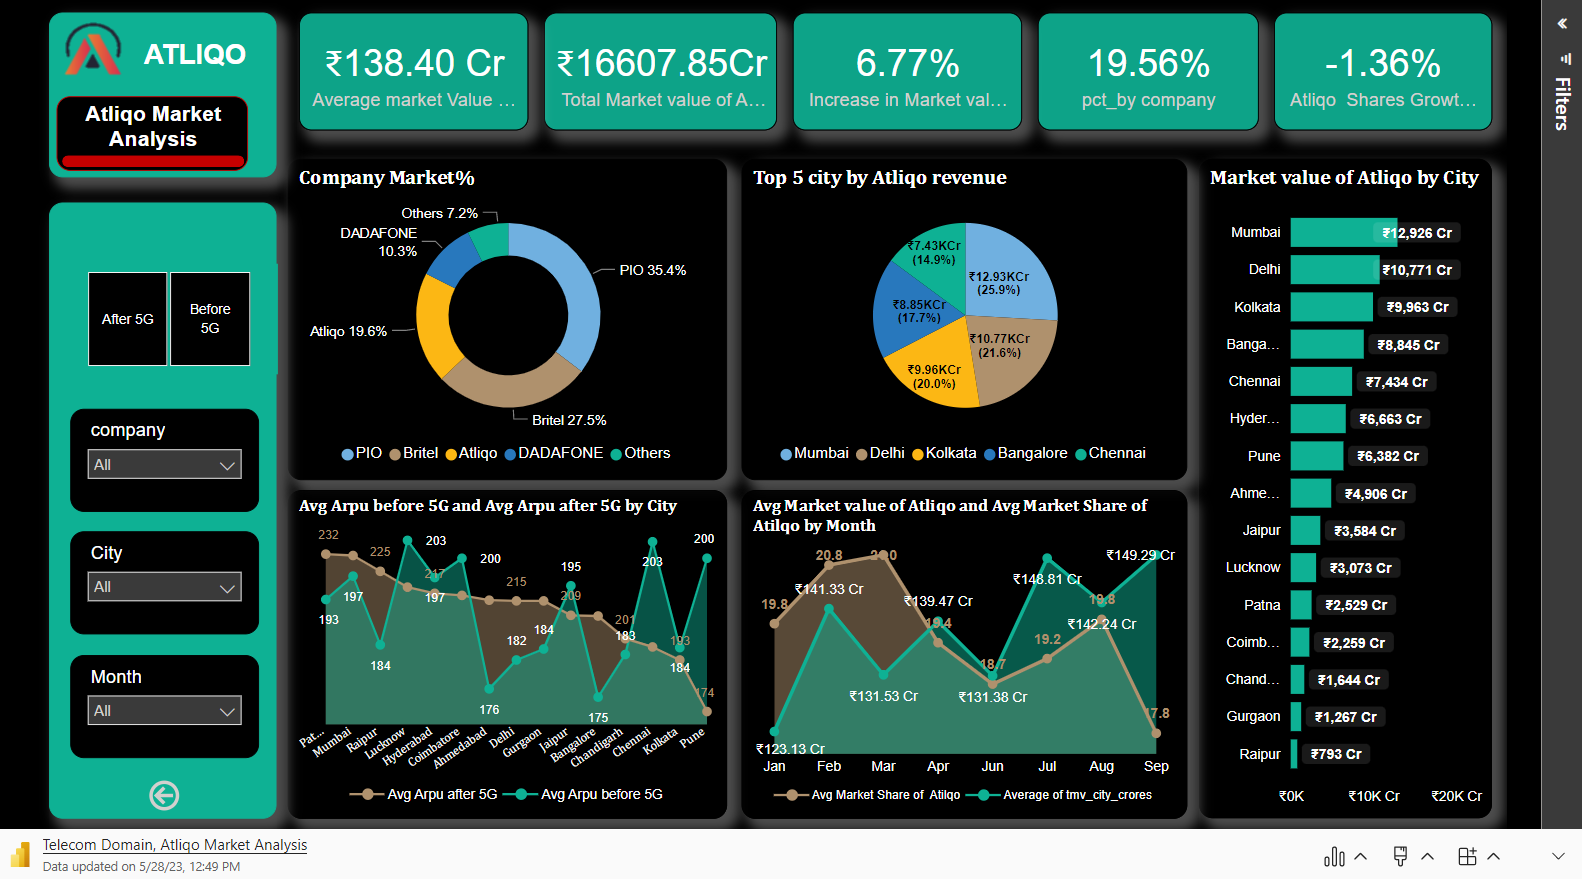 ATLIQO
Atliqo Market
Analysis
₹138.40 Cr
Average market Value ...
₹16607.85Cr
Total Market value of A...
6.77%
Increase in Market val...
19.56%
pct_by company
-1.36%
Atliqo Shares Growt...
Filters
After 5G
Before
5G
company
All
City
All
Month
All
Company Market%
Others 7.2%
DADAFONE
10.3%
PIO 35.4%
Atliqo 19.6%
Britel 27.5%
PIO Britel Atliqo DADAFONE Others
Top 5 city by Atliqo revenue
₹7.43KCr
(14.9%)
₹12.93KCr
(25.9%)
₹8.85KCr
(17.7%)
₹10.77KCr
(21.6%)
₹9.96KCr
(20.0%)
Mumbai Delhi Kolkata Bangalore Chennai
Market value of Atliqo by City
Mumbai ₹12,926 Cr
Delhi ₹10,771 Cr
Kolkata ₹9,963 Cr
Banga... ₹8,845 Cr
Chennai ₹7,434 Cr
Hyder... ₹6,663 Cr
Pune ₹6,382 Cr
Ahme... ₹4,906 Cr
Jaipur ₹3,584 Cr
Lucknow ₹3,073 Cr
Patna ₹2,529 Cr
Coimb... ₹2,259 Cr
Chand... ₹1,644 Cr
Gurgaon ₹1,267 Cr
Raipur ₹793 Cr
₹0K ₹10K Cr ₹20K Cr
Avg Arpu before 5G and Avg Arpu after 5G by City
232
225
217
215
209
201
193
174
193
197
184
203
197
200
176
182
184
195
175
183
203
184
200
Pat...
Mumbai
Raipur
Lucknow
Hyderabad
Coimbatore
Ahmedabad
Delhi
Gurgaon
Jaipur
Bangalore
Chandigarh
Chennai
Kolkata
Pune
Avg Arpu after 5G Avg Arpu before 5G
Avg Market value of Atliqo and Avg Market Share of
Atilqo by Month
19.8
20.8
19.4
18.7
19.2
19.8
17.8
₹123.13 Cr
₹141.33 Cr
₹131.53 Cr
₹139.47 Cr
₹131.38 Cr
₹148.81 Cr
₹142.24 Cr
₹149.29 Cr
Jan Feb Mar Apr Jun Jul Aug Sep
Avg Market Share of Atilqo Average of tmv_city_crores
Telecom Domain, Atliqo Market Analysis
Data updated on 5/28/23, 12:49 PM